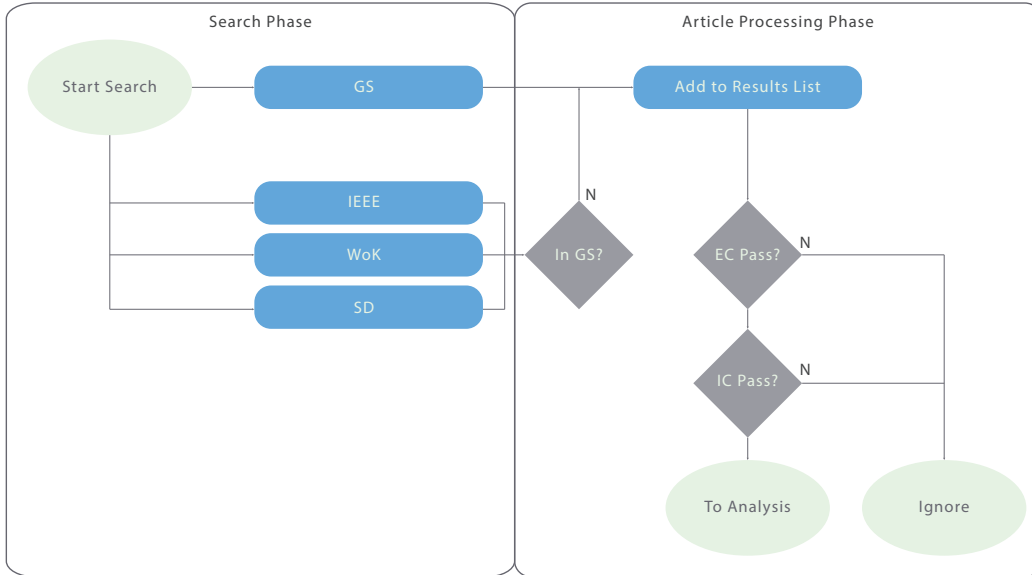 Search Phase
Article Processing Phase
Start Search
GS
Add to Results List
IEEE
N
WoK
In GS?
EC Pass?
N
SD
IC Pass?
N
To Analysis
Ignore